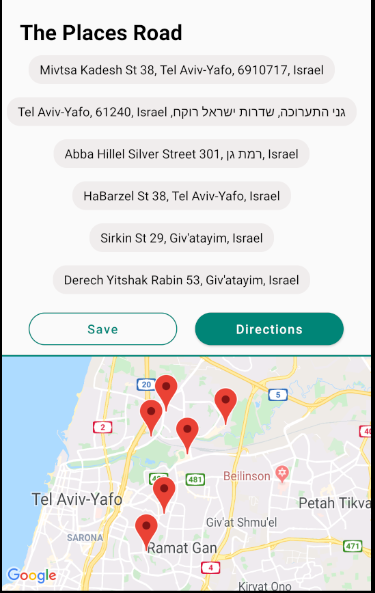 The Places Road
Mivtsa Kadesh St 38, Tel Aviv-Yafo, 6910717, Israel
גני התערוכה, שדרות ישראל רוקח, Tel Aviv-Yafo, 61240, Israel
Abba Hillel Silver Street 301, רמת גן, Israel
HaBarzel St 38, Tel Aviv-Yafo, Israel
Sirkin St 29, Giv'atayim, Israel
Derech Yitshak Rabin 53, Giv'atayim, Israel
Save
Directions
20
5
2
481
Beilinson
Tel Aviv-Yafo
Petah Tikva
Giv'at Shmu'el
SARONA
Ramat Gan
471
4
Google
Kiryat Ono